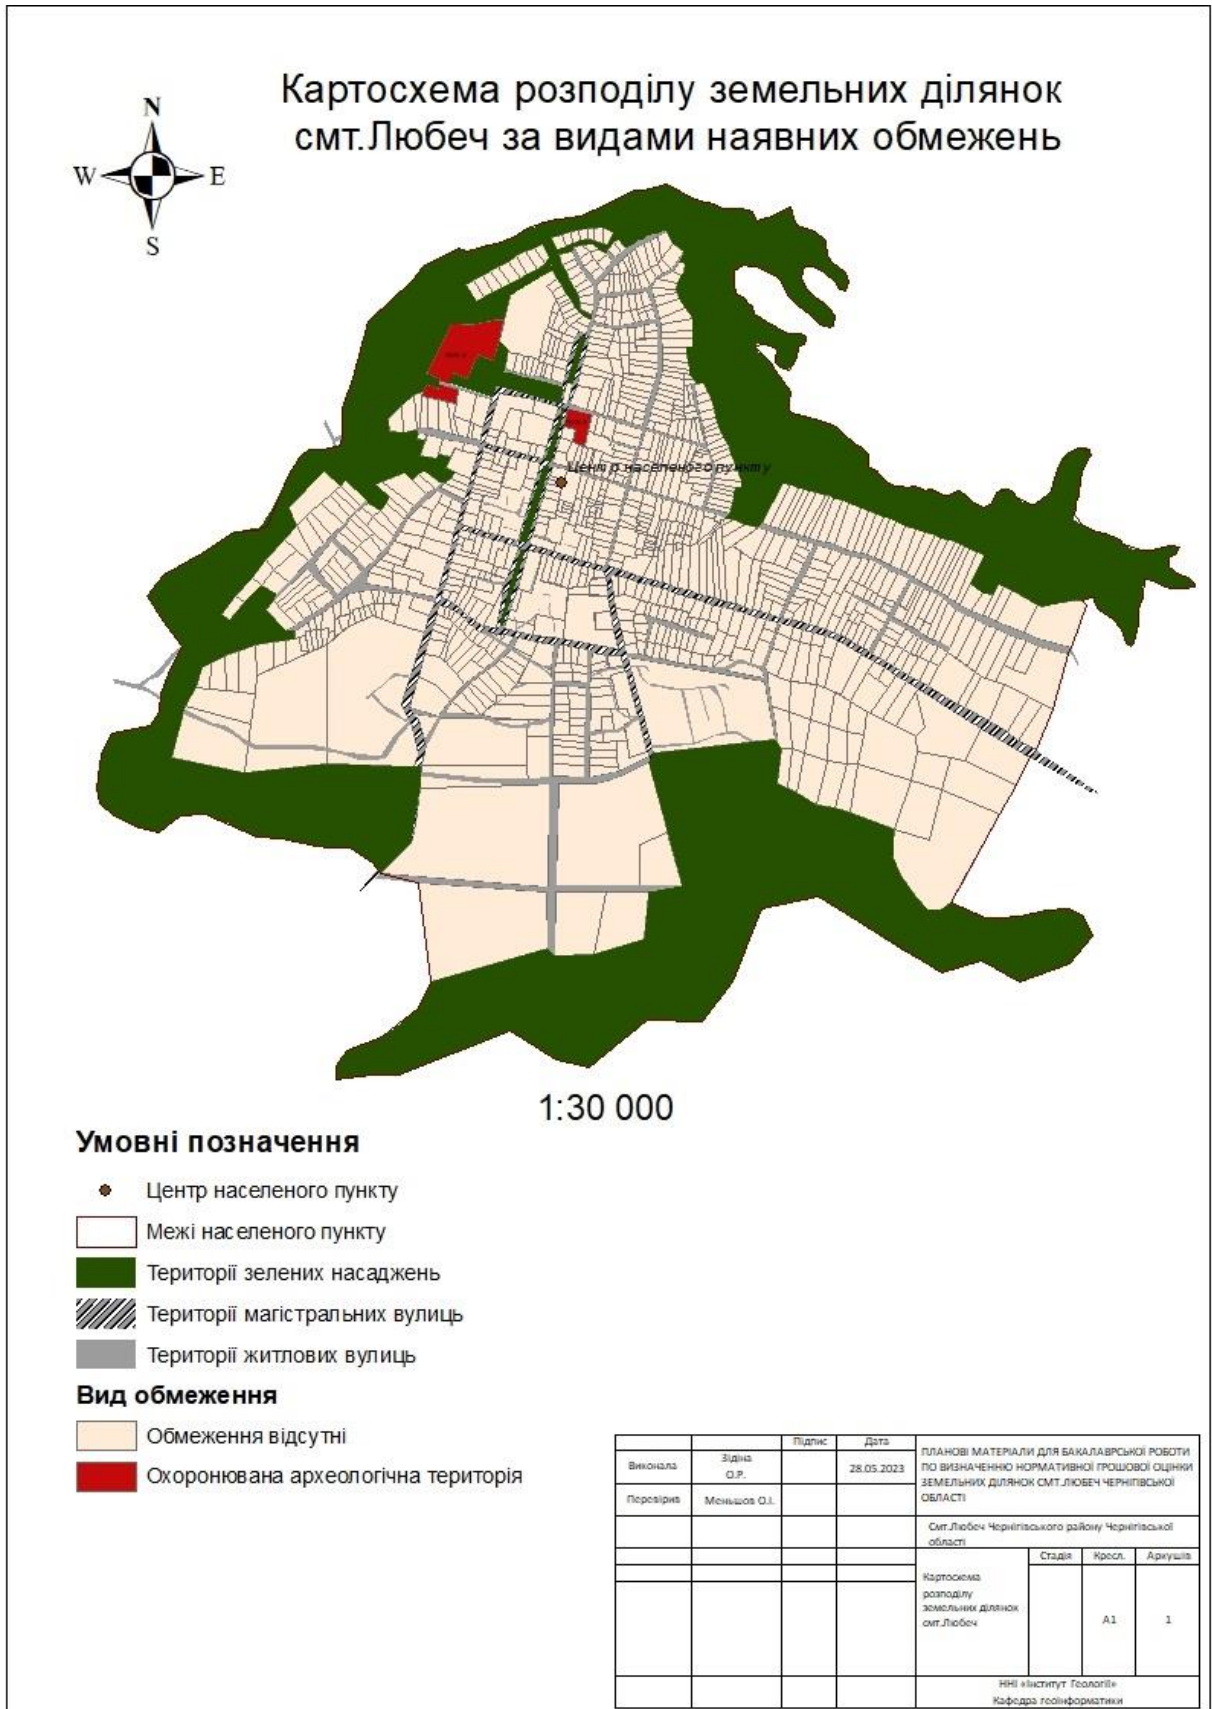 Картосхема розподілу земельних ділянок
смт.Любеч за видами наявних обмежень
N
W
E
S
Центр населеного пункту
1:30 000
Умовні позначення
Центр населеного пункту
Межі населеного пункту
Території зелених насаджень
Території магістральних вулиць
Території житлових вулиць
Вид обмеження
Обмеження відсутні
Охоронювана археологічна територія
Підпис
Дата
Виконала
Зідіна
О.Р.
28.05.2023
Перевірив
Меньшов О.І.
ПЛАНОВІ МАТЕРІАЛИ ДЛЯ БАКАЛАВРСЬКОЇ РОБОТИ
ПО ВИЗНАЧЕННЮ НОРМАТИВНОЇ ГРОШОВОЇ ОЦІНКИ
ЗЕМЕЛЬНИХ ДІЛЯНОК СМТ.ЛЮБЕЧ ЧЕРНІГІВСЬКОЇ
ОБЛАСТІ
Смт.Любеч Чернігівського району Чернігівської
області
Стадія
Кресл.
Аркушів
Картосхема
розподілу
земельних ділянок
смт.Любеч
А1
1
ННІ «Інститут Геології»
Кафедра геоінформатики